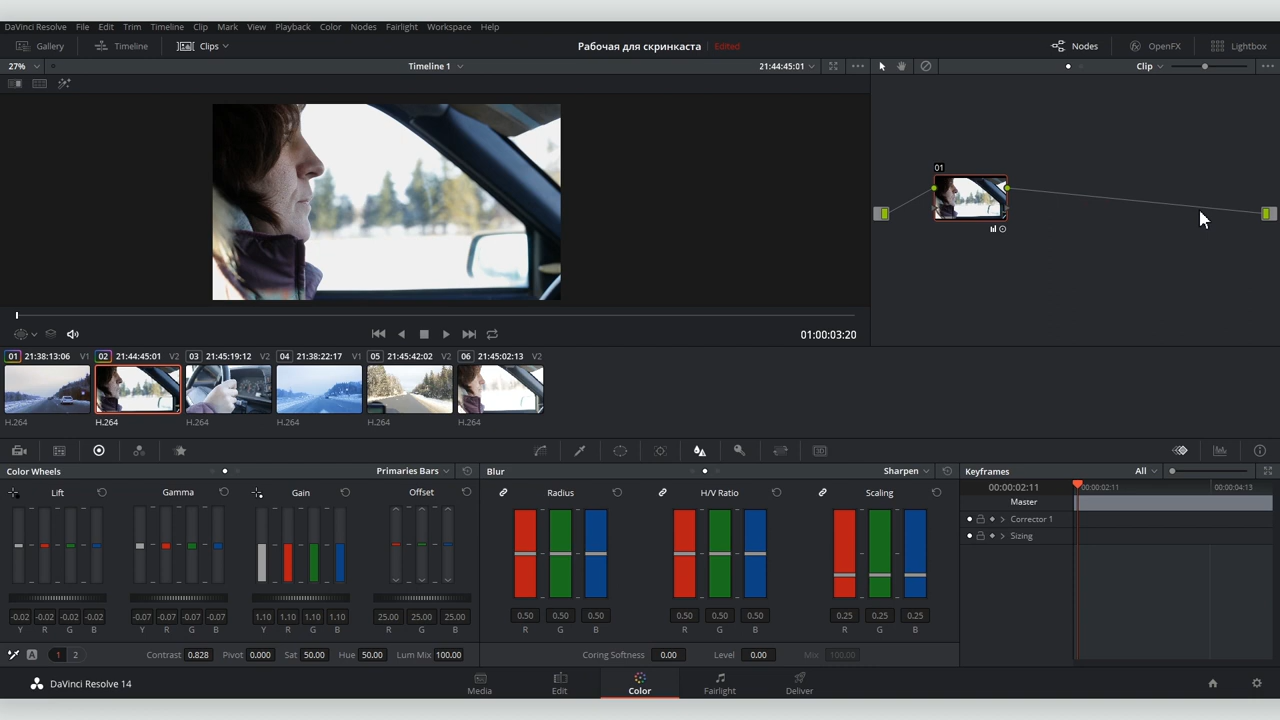 DaVinci Resolve File Edit Trim Timeline Clip Mark View Playback Color Nodes Fairlight Workspace Help
Gallery Timeline Clips Рабочая для скринкаста Edited Nodes OpenFX Lightbox
27% Timeline 1 21:44:45:01 Clip
01
01:00:03:20
01 21:38:13:06 V1 02 21:44:45:01 V2 03 21:45:19:12 V2 04 21:38:22:17 V1 05 21:45:42:02 V2 06 21:45:02:13 V2
H.264 H.264 H.264 H.264 H.264 H.264
Color Wheels Primaries Bars Blur Sharpen Keyframes All
Lift Gamma Gain Offset Radius H/V Ratio Scaling
00:00:02:11 00:00:02:11 00:00:04:13
Master
Corrector 1
Sizing
-0.02 -0.02 -0.02 -0.02 -0.07 -0.07 -0.07 -0.07 1.10 1.10 1.10 1.10 25.00 25.00 25.00 0.50 0.50 0.50 0.50 0.50 0.50 0.25 0.25 0.25
Y R G B Y R G B Y R G B R G B R G B R G B R G B
A 1 2 Contrast 0.828 Pivot 0.000 Sat 50.00 Hue 50.00 Lum Mix 100.00 Coring Softness 0.00 Level 0.00 Mix 100.00
DaVinci Resolve 14 Media Edit Color Fairlight Deliver